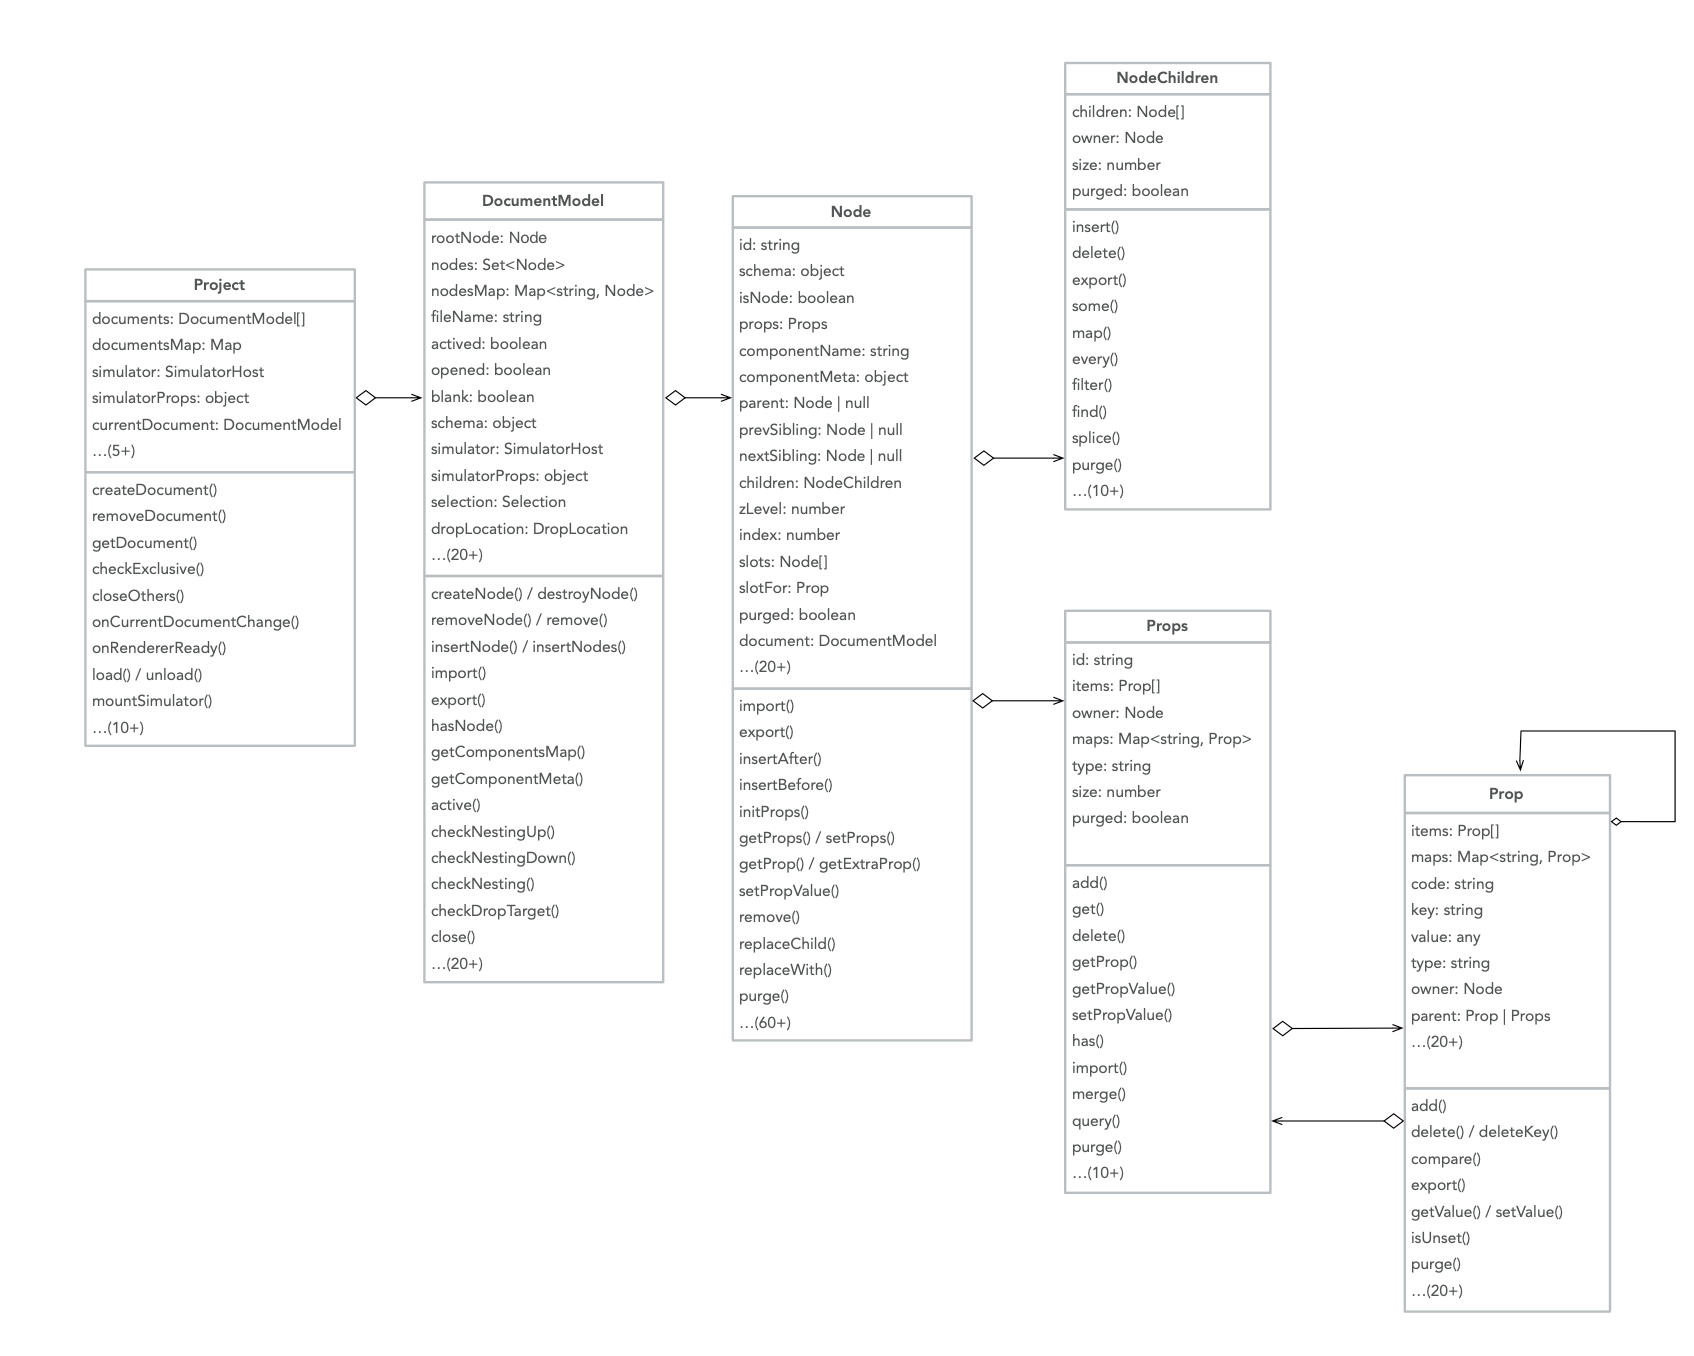 Project
documents: DocumentModel[]
documentsMap: Map
simulator: SimulatorHost
simulatorProps: object
currentDocument: DocumentModel
…(5+)
createDocument()
removeDocument()
getDocument()
checkExclusive()
closeOthers()
onCurrentDocumentChange()
onRendererReady()
load() / unload()
mountSimulator()
…(10+)
DocumentModel
rootNode: Node
nodes: Set<Node>
nodesMap: Map<string, Node>
fileName: string
actived: boolean
opened: boolean
blank: boolean
schema: object
simulator: SimulatorHost
simulatorProps: object
selection: Selection
dropLocation: DropLocation
…(20+)
createNode() / destroyNode()
removeNode() / remove()
insertNode() / insertNodes()
import()
export()
hasNode()
getComponentsMap()
getComponentMeta()
active()
checkNestingUp()
checkNestingDown()
checkNesting()
checkDropTarget()
close()
…(20+)
Node
id: string
schema: object
isNode: boolean
props: Props
componentName: string
componentMeta: object
parent: Node | null
prevSibling: Node | null
nextSibling: Node | null
children: NodeChildren
zLevel: number
index: number
slots: Node[]
slotFor: Prop
purged: boolean
document: DocumentModel
…(20+)
import()
export()
insertAfter()
insertBefore()
initProps()
getProps() / setProps()
getProp() / getExtraProp()
setPropValue()
remove()
replaceChild()
replaceWith()
purge()
…(60+)
NodeChildren
children: Node[]
owner: Node
size: number
purged: boolean
insert()
delete()
export()
some()
map()
every()
filter()
find()
splice()
purge()
…(10+)
Props
id: string
items: Prop[]
owner: Node
maps: Map<string, Prop>
type: string
size: number
purged: boolean
add()
get()
delete()
getProp()
getPropValue()
setPropValue()
has()
import()
merge()
query()
purge()
…(10+)
Prop
items: Prop[]
maps: Map<string, Prop>
code: string
key: string
value: any
type: string
owner: Node
parent: Prop | Props
…(20+)
add()
delete() / deleteKey()
compare()
export()
getValue() / setValue()
isUnset()
purge()
…(20+)